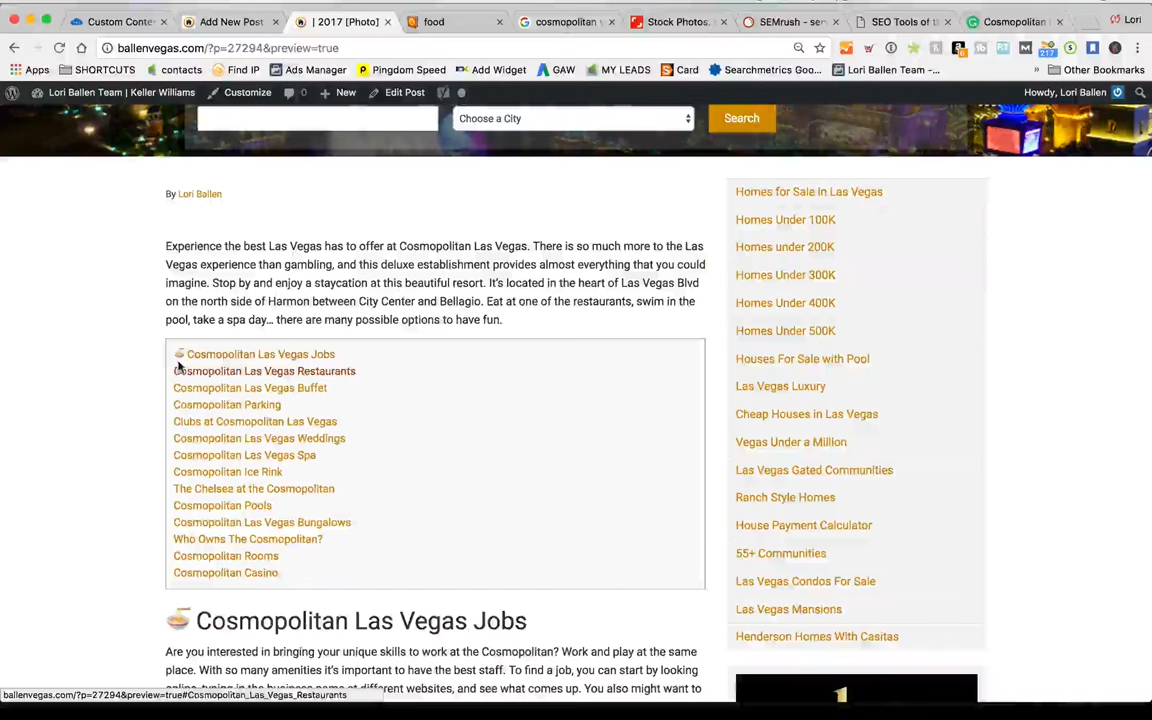 Custom Conte
Add New Post
| 2017 [Photo]
food
cosmopolitan v
Stock Photos,
SEMrush - serv
SEO Tools of th
Cosmopolitan
Lori
ballenvegas.com/?p=27294&preview=true
217
Apps
SHORTCUTS
contacts
Find IP
Ads Manager
Pingdom Speed
Add Widget
GAW
MY LEADS
Card
Searchmetrics Goo...
Lori Ballen Team -...
»
Other Bookmarks
Lori Ballen Team | Keller Williams
Customize
0
New
Edit Post
Howdy, Lori Ballen
Choose a City
Search
By Lori Ballen
Experience the best Las Vegas has to offer at Cosmopolitan Las Vegas. There is so much more to the Las
Vegas experience than gambling, and this deluxe establishment provides almost everything that you could
imagine. Stop by and enjoy a staycation at this beautiful resort. It's located in the heart of Las Vegas Blvd
on the north side of Harmon between City Center and Bellagio. Eat at one of the restaurants, swim in the
pool, take a spa day... there are many possible options to have fun.
🍜Cosmopolitan Las Vegas Jobs
Cosmopolitan Las Vegas Restaurants
Cosmopolitan Las Vegas Buffet
Cosmopolitan Parking
Clubs at Cosmopolitan Las Vegas
Cosmopolitan Las Vegas Weddings
Cosmopolitan Las Vegas Spa
Cosmopolitan Ice Rink
The Chelsea at the Cosmopolitan
Cosmopolitan Pools
Cosmopolitan Las Vegas Bungalows
Who Owns The Cosmopolitan?
Cosmopolitan Rooms
Cosmopolitan Casino
🍜 Cosmopolitan Las Vegas Jobs
Are you interested in bringing your unique skills to work at the Cosmopolitan? Work and play at the same
place. With so many amenities it's important to have the best staff. To find a job, you can start by looking
online, typing in the business name at different websites, and see what comes up. You also might want to
Homes for Sale In Las Vegas
Homes Under 100K
Homes under 200K
Homes Under 300K
Homes Under 400K
Homes Under 500K
Houses For Sale with Pool
Las Vegas Luxury
Cheap Houses in Las Vegas
Vegas Under a Million
Las Vegas Gated Communities
Ranch Style Homes
House Payment Calculator
55+ Communities
Las Vegas Condos For Sale
Las Vegas Mansions
Henderson Homes With Casitas
ballenvegas.com/?p=27294&preview=true#Cosmopolitan_Las_Vegas_Restaurants